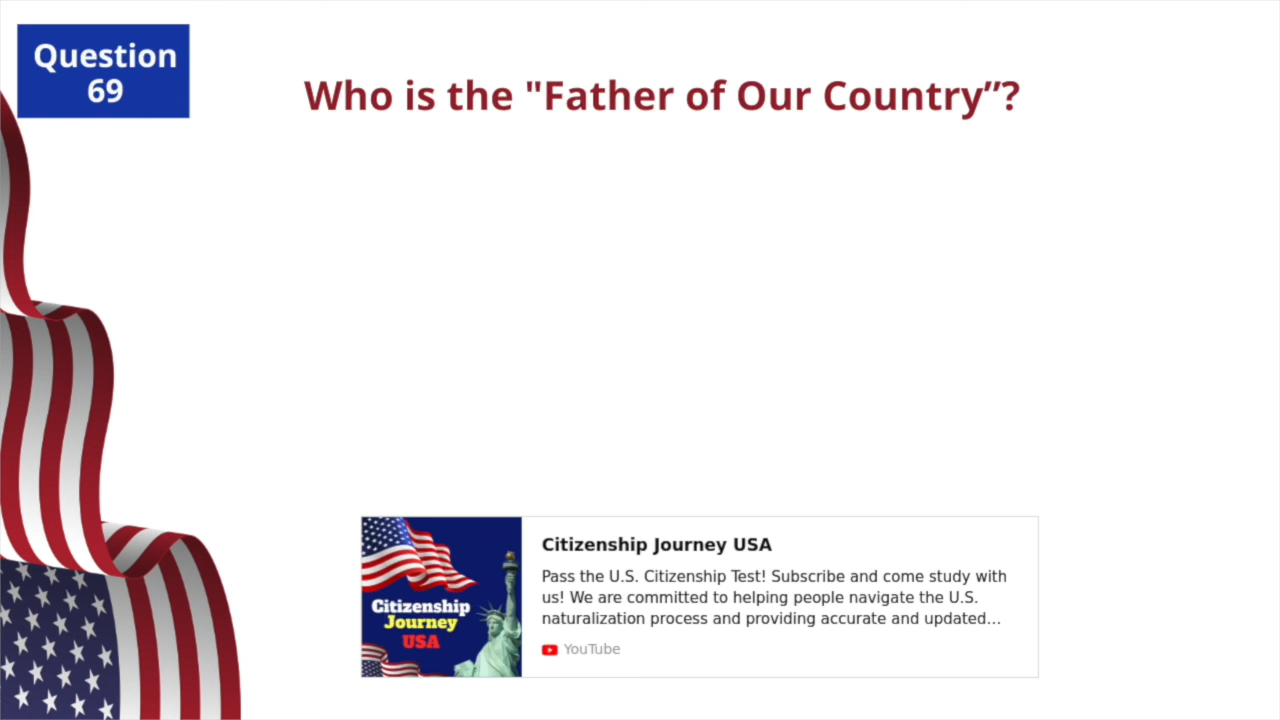 Question
69
Who is the "Father of Our Country”?
Citizenship Journey USA
Pass the U.S. Citizenship Test! Subscribe and come study with
us! We are committed to helping people navigate the U.S.
naturalization process and providing accurate and updated...
YouTube
Citizenship
Journey
USA